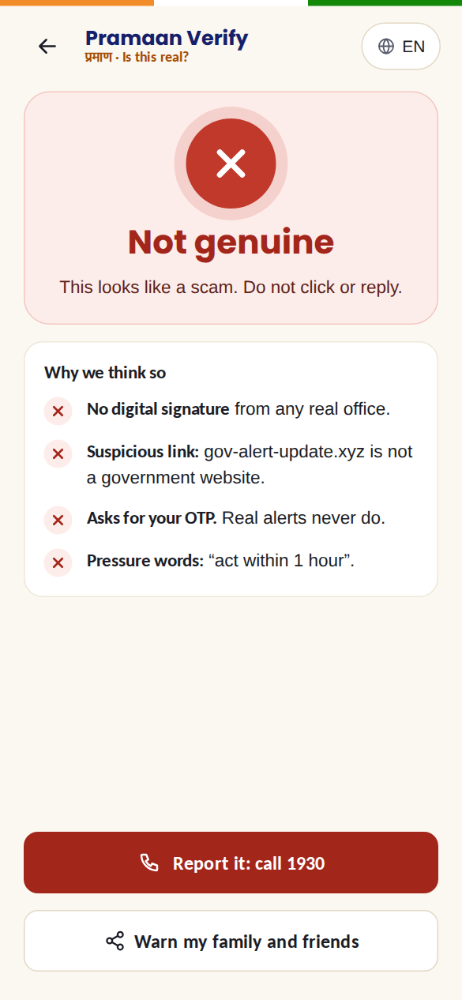 Pramaan Verify
प्रमाण · Is this real?
EN
Not genuine
This looks like a scam. Do not click or reply.
Why we think so
No digital signature from any real office.
Suspicious link: gov-alert-update.xyz is not
a government website.
Asks for your OTP. Real alerts never do.
Pressure words: “act within 1 hour”.
Report it: call 1930
Warn my family and friends